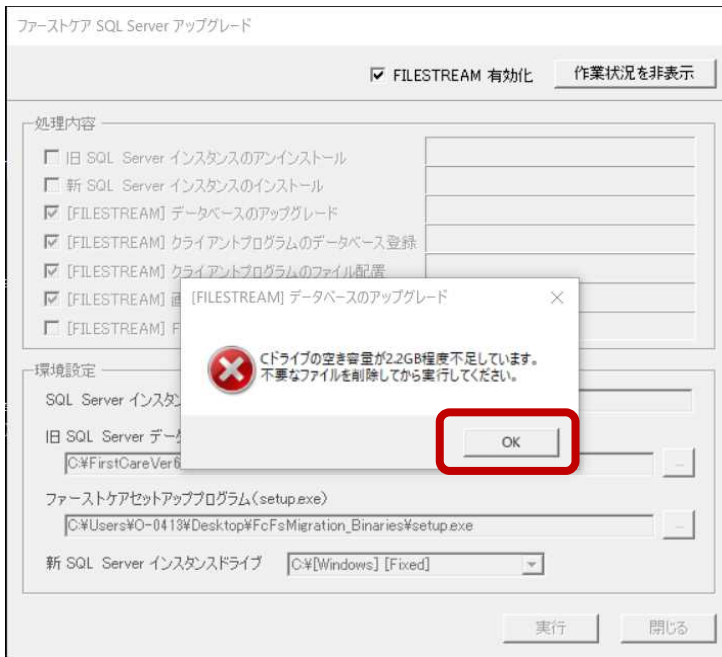 ファーストケア SQL Server アップグレード
FILESTREAM 有効化
作業状況を非表示
処理内容
旧 SQL Server インスタンスのアンインストール
新 SQL Server インスタンスのインストール
[FILESTREAM] データベースのアップグレード
[FILESTREAM] クライアントプログラムのデータベース登録
[FILESTREAM] クライアントプログラムのファイル配置
[FILESTREAM]
[FILESTREAM] F
[FILESTREAM] データベースのアップグレード
Cドライブの空き容量が2.2GB程度不足しています。
不要なファイルを削除してから実行してください。
OK
環境設定
SQL Server インスタン
旧 SQL Server デー
C:¥FirstCareVer6
...
ファーストケアセットアッププログラム(setup.exe)
C:¥Users¥O-0413¥Desktop¥FcFsMigration_Binaries¥setup.exe
...
新 SQL Server インスタンスドライブ
C:¥[Windows] [Fixed]
実行
閉じる